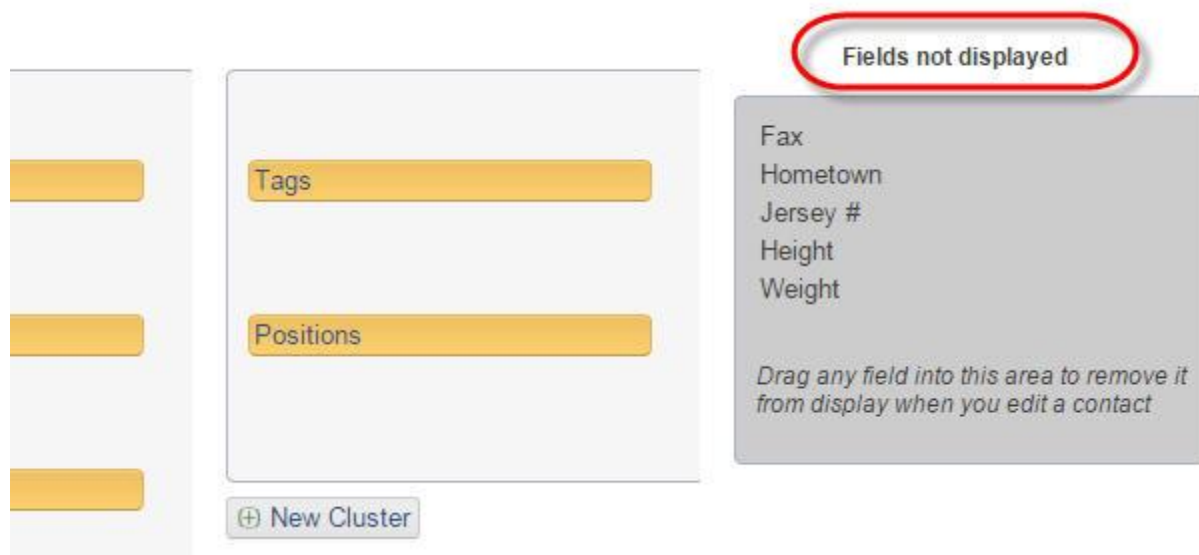 Fields not displayed
Tags
Positions
New Cluster
Fax
Hometown
Jersey #
Height
Weight
Drag any field into this area to remove it
from display when you edit a contact